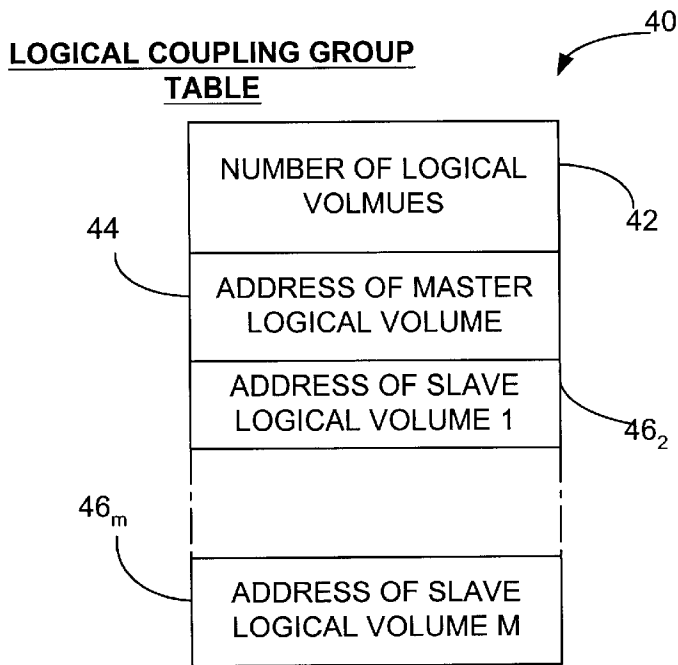 40
LOGICAL COUPLING GROUP
TABLE
NUMBER OF LOGICAL
VOLMUES
42
44
ADDRESS OF MASTER
LOGICAL VOLUME
ADDRESS OF SLAVE
LOGICAL VOLUME 1
46₂
46ₘ
ADDRESS OF SLAVE
LOGICAL VOLUME M